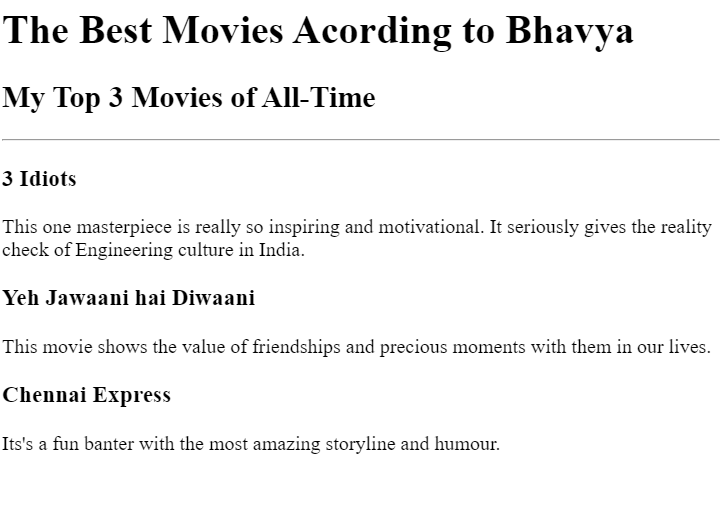 The Best Movies Acording to Bhavya
My Top 3 Movies of All-Time
3 Idiots
This one masterpiece is really so inspiring and motivational. It seriously gives the reality
check of Engineering culture in India.
Yeh Jawaani hai Diwaani
This movie shows the value of friendships and precious moments with them in our lives.
Chennai Express
Its's a fun banter with the most amazing storyline and humour.